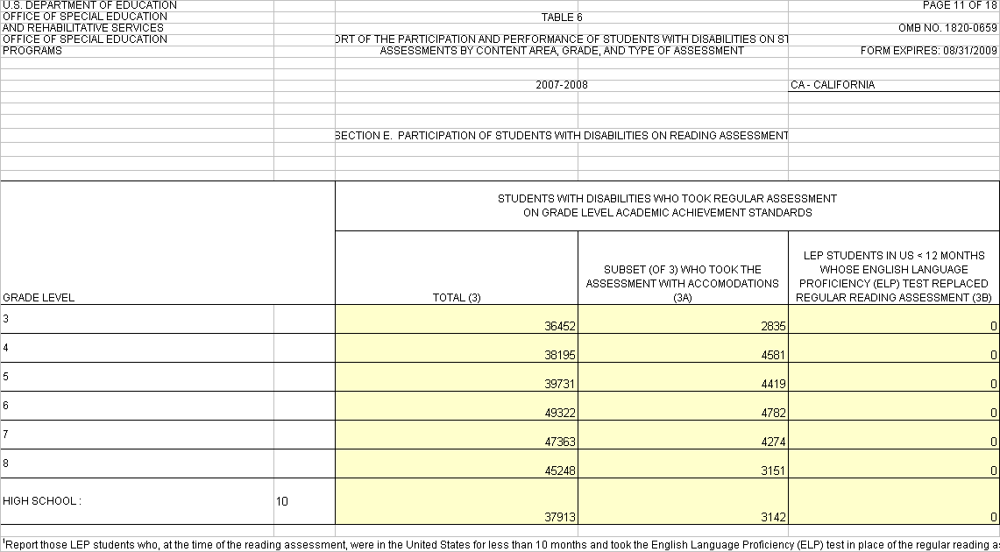 U.S. DEPARTMENT OF EDUCATION
PAGE 11 OF 18
OFFICE OF SPECIAL EDUCATION
TABLE 6
AND REHABILITATIVE SERVICES
OMB NO. 1820-0659
OFFICE OF SPECIAL EDUCATION
ORT OF THE PARTICIPATION AND PERFORMANCE OF STUDENTS WITH DISABILITIES ON ST
PROGRAMS
ASSESSMENTS BY CONTENT AREA, GRADE, AND TYPE OF ASSESSMENT
FORM EXPIRES: 08/31/2009
2007-2008
CA - CALIFORNIA
SECTION E. PARTICIPATION OF STUDENTS WITH DISABILITIES ON READING ASSESSMENT
STUDENTS WITH DISABILITIES WHO TOOK REGULAR ASSESSMENT
ON GRADE LEVEL ACADEMIC ACHIEVEMENT STANDARDS
GRADE LEVEL
TOTAL (3)
SUBSET (OF 3) WHO TOOK THE
ASSESSMENT WITH ACCOMODATIONS
(3A)
LEP STUDENTS IN US < 12 MONTHS
WHOSE ENGLISH LANGUAGE
PROFICIENCY (ELP) TEST REPLACED
REGULAR READING ASSESSMENT (3B)
3 36452 2835 0
4 38195 4581 0
5 39731 4419 0
6 49322 4782 0
7 47363 4274 0
8 45248 3151 0
HIGH SCHOOL : 10 37913 3142 0
¹Report those LEP students who, at the time of the reading assessment, were in the United States for less than 10 months and took the English Language Proficiency (ELP) test in place of the regular reading as